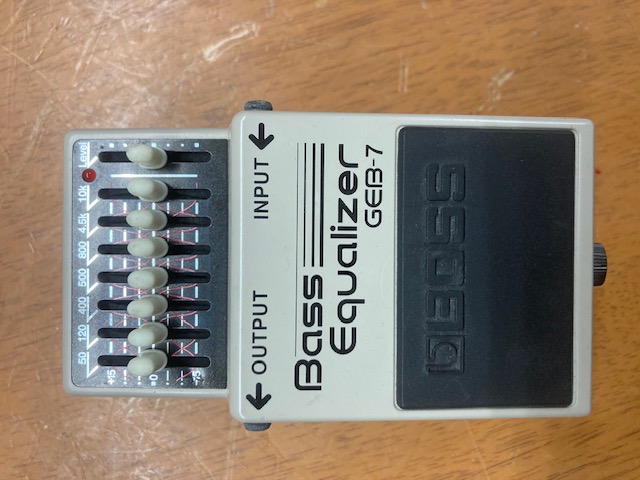 50 120 400 500 800 4.5k 10k Level
+15
0
-15
OUTPUT INPUT
Bass
Equalizer
GEB-7
BOSS